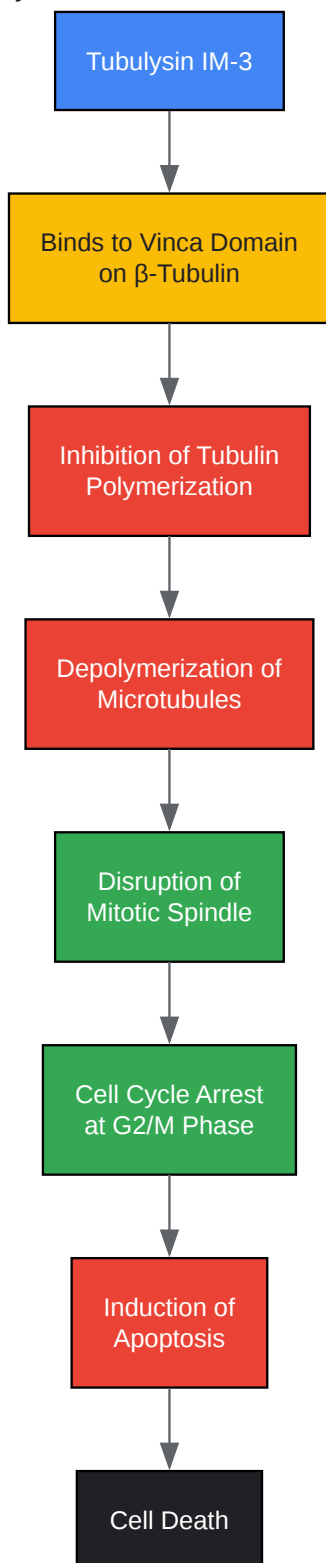 Tubulysin IM-3
Binds to Vinca Domain
on β-Tubulin
Inhibition of Tubulin
Polymerization
Depolymerization of
Microtubules
Disruption of
Mitotic Spindle
Cell Cycle Arrest
at G2/M Phase
Induction of
Apoptosis
Cell Death